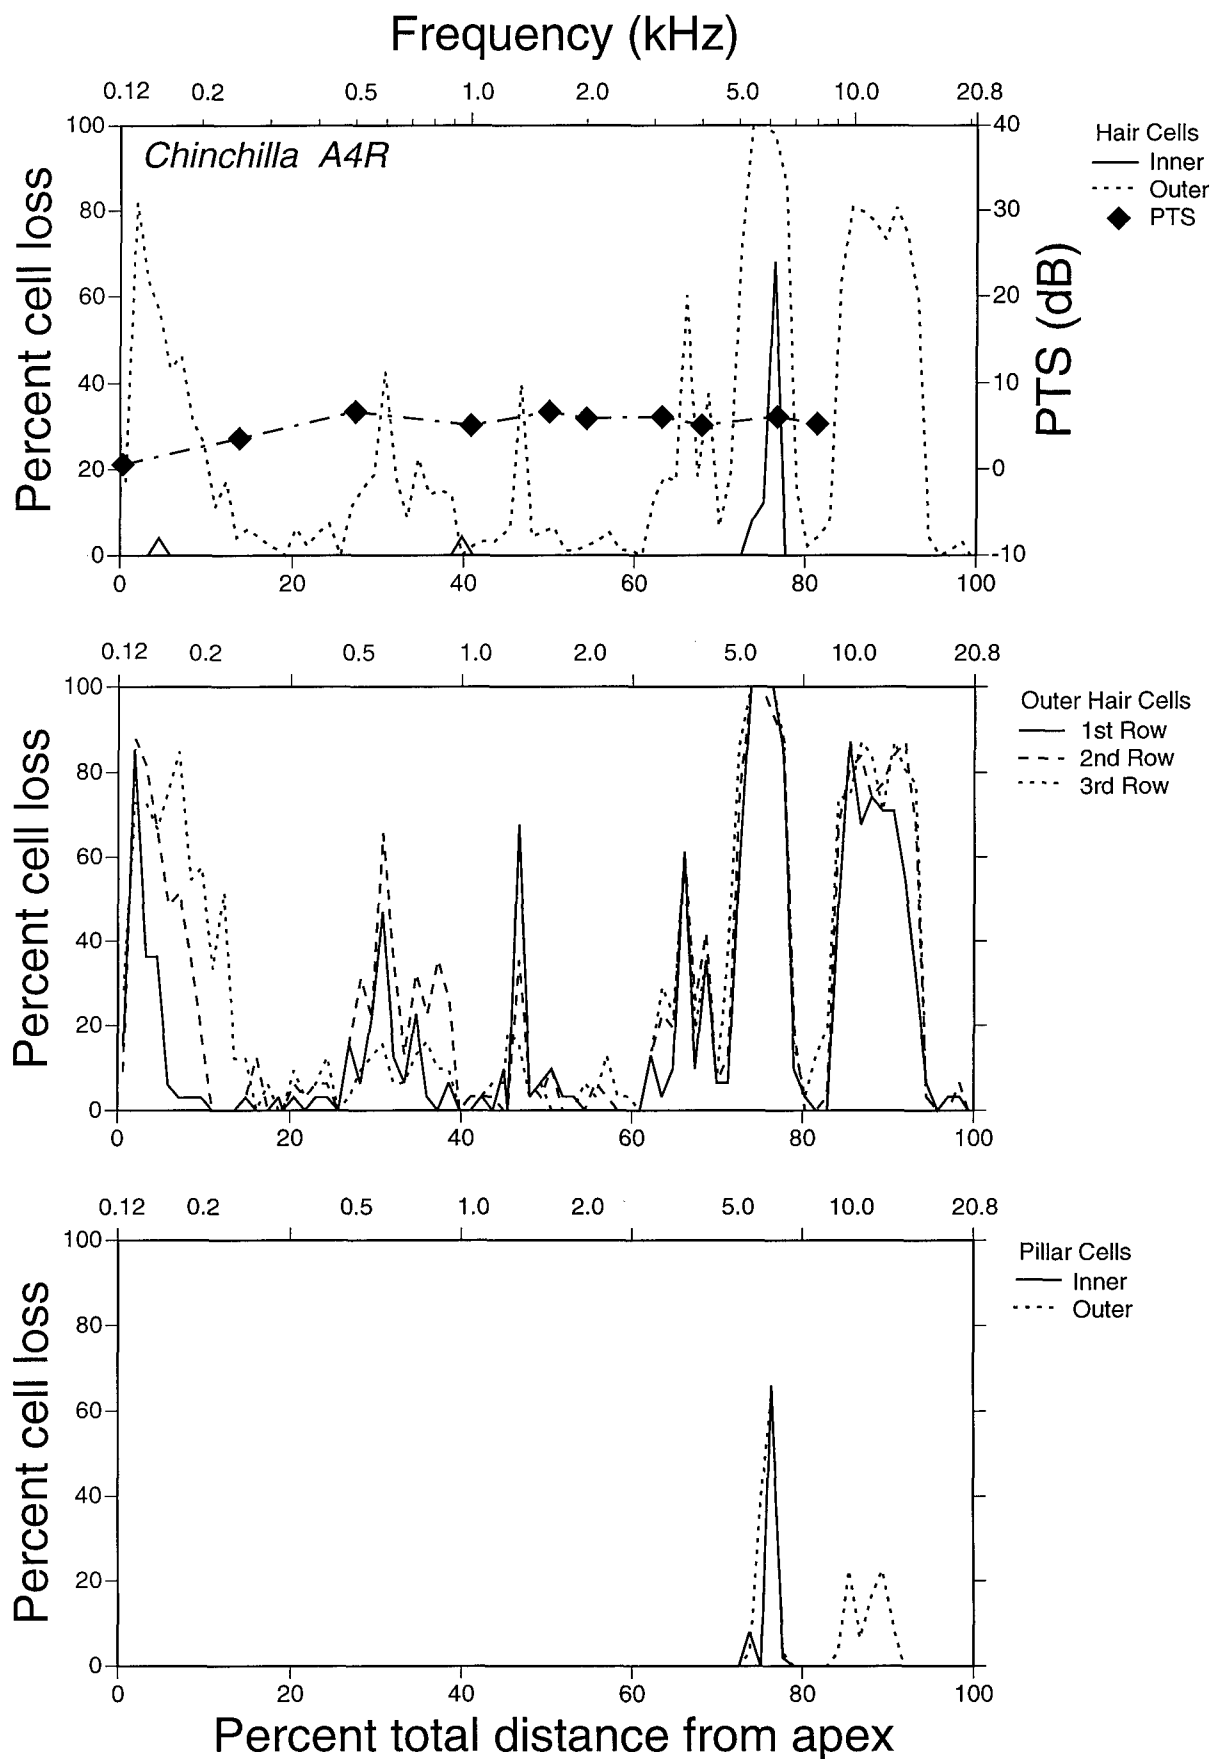 Frequency (kHz)
0.12 0.2 0.5 1.0 2.0 5.0 10.0 20.8
Chinchilla A4R
Percent cell loss
100
80
60
40
20
0
PTS (dB)
40
30
20
10
0
-10
0 20 40 60 80 100
Hair Cells
Inner
Outer
PTS
0.12 0.2 0.5 1.0 2.0 5.0 10.0 20.8
Percent cell loss
100
80
60
40
20
0
0 20 40 60 80 100
Outer Hair Cells
1st Row
2nd Row
3rd Row
0.12 0.2 0.5 1.0 2.0 5.0 10.0 20.8
Percent cell loss
100
80
60
40
20
0
0 20 40 60 80 100
Pillar Cells
Inner
Outer
Percent total distance from apex